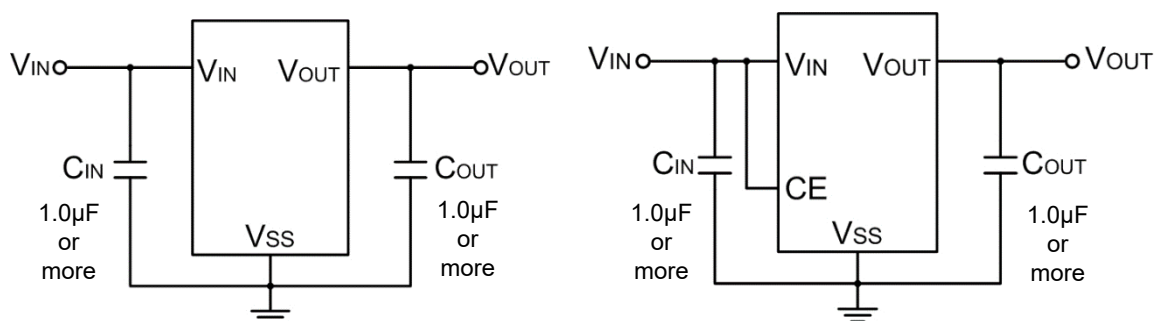 VIN
VIN
VOUT
VOUT
CIN
1.0µF
or
more
COUT
1.0µF
or
more
VSS
VIN
VIN
VOUT
VOUT
CIN
1.0µF
or
more
CE
COUT
1.0µF
or
more
VSS